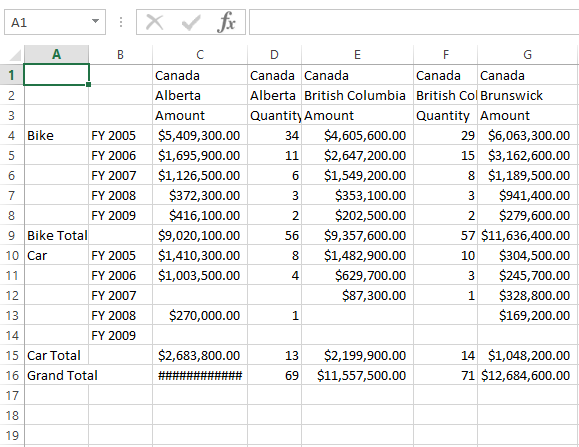 A1 fx
A B C D E F G
1 Canada Canada Canada Canada Canada
2 Alberta Alberta British Columbia British Col Brunswick
3 Amount Quantity Amount Quantity Amount
4 Bike FY 2005 $5,409,300.00 34 $4,605,600.00 29 $6,063,300.00
5 FY 2006 $1,695,900.00 11 $2,647,200.00 15 $3,162,600.00
6 FY 2007 $1,126,500.00 6 $1,549,200.00 8 $1,189,500.00
7 FY 2008 $372,300.00 3 $353,100.00 3 $941,400.00
8 FY 2009 $416,100.00 2 $202,500.00 2 $279,600.00
9 Bike Total $9,020,100.00 56 $9,357,600.00 57 $11,636,400.00
10 Car FY 2005 $1,410,300.00 8 $1,482,900.00 10 $304,500.00
11 FY 2006 $1,003,500.00 4 $629,700.00 3 $245,700.00
12 FY 2007 $87,300.00 1 $328,800.00
13 FY 2008 $270,000.00 1 $169,200.00
14 FY 2009
15 Car Total $2,683,800.00 13 $2,199,900.00 14 $1,048,200.00
16 Grand Total ############ 69 $11,557,500.00 71 $12,684,600.00
17
18
19